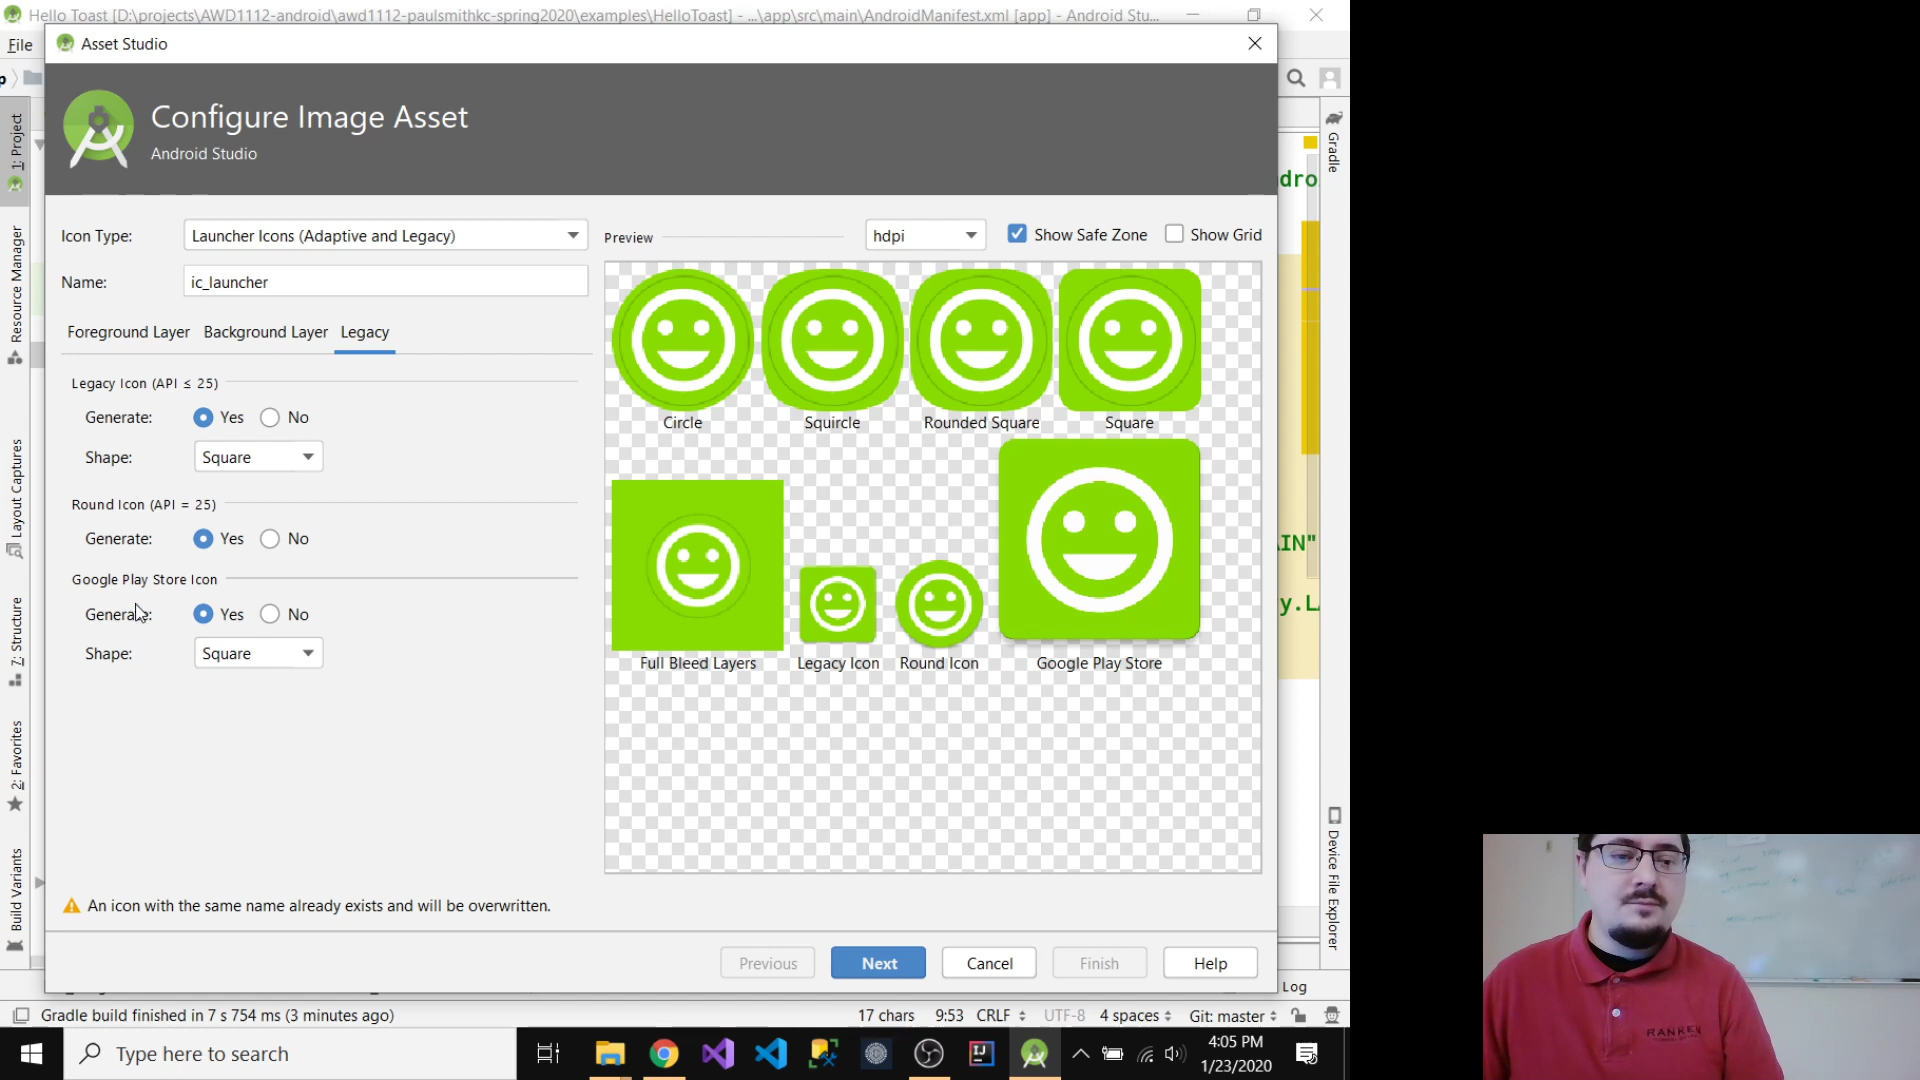 Hello Toast [D:\projects\AWD1112-android\awd1112-paulsmithkc-spring2020\examples\HelloToast] - ...\app\src\main\AndroidManifest.xml [app] - Android Stu...
File
Asset Studio
p
Configure Image Asset
Android Studio
1: Project
Resource Manager
Layout Captures
7: Structure
2: Favorites
Build Variants
Icon Type:
Launcher Icons (Adaptive and Legacy)
Name:
ic_launcher
Foreground Layer Background Layer Legacy
Legacy Icon (API ≤ 25)
Generate: Yes No
Shape: Square
Round Icon (API = 25)
Generate: Yes No
Google Play Store Icon
Generate: Yes No
Shape: Square
Preview
hdpi
Show Safe Zone
Show Grid
Circle
Squircle
Rounded Square
Square
Full Bleed Layers
Legacy Icon
Round Icon
Google Play Store
An icon with the same name already exists and will be overwritten.
Previous
Next
Cancel
Finish
Help
Gradle
dro
IN"
y.L
Device File Explorer
Log
Gradle build finished in 7 s 754 ms (3 minutes ago)
17 chars 9:53 CRLF UTF-8 4 spaces Git: master
Type here to search
4:05 PM
1/23/2020
RANKEN